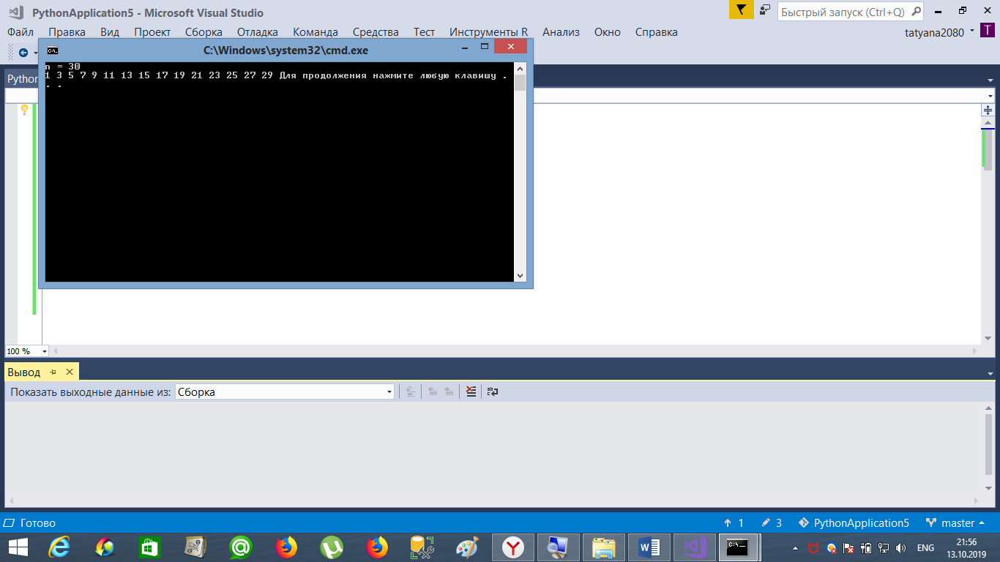 PythonApplication5 - Microsoft Visual Studio
Быстрый запуск (Ctrl+Q)
Файл Правка Вид Проект Сборка Отладка Команда Средства Тест Инструменты R Анализ Окно Справка
tatyana2080 T
C:\Windows\system32\cmd.exe
n = 30
1 3 5 7 9 11 13 15 17 19 21 23 25 27 29 Для продолжения нажмите любую клавишу .
. .
100 %
Вывод
Показать выходные данные из: Сборка
Готово
1 3 PythonApplication5 master
ENG
21:56
13.10.2019